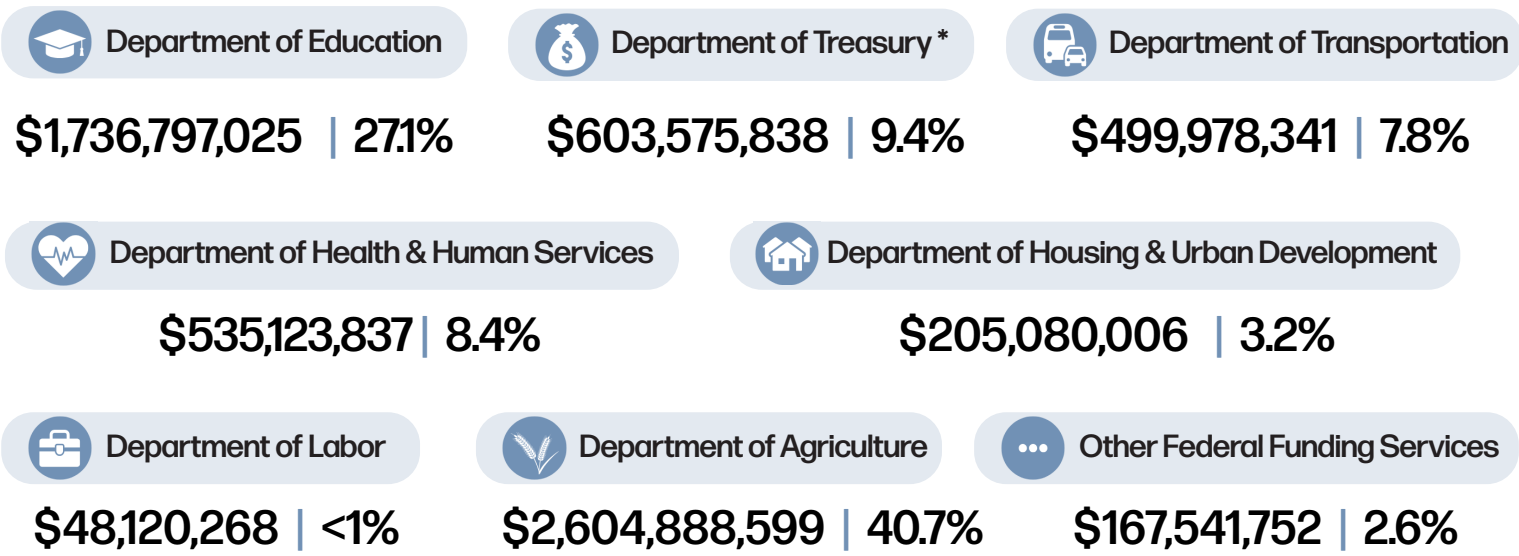 Department of Education
Department of Treasury *
Department of Transportation
$1,736,797,025 | 27.1%
$603,575,838 | 9.4%
$499,978,341 | 7.8%
Department of Health & Human Services
Department of Housing & Urban Development
$535,123,837 | 8.4%
$205,080,006 | 3.2%
Department of Labor
Department of Agriculture
Other Federal Funding Services
$48,120,268 | <1%
$2,604,888,599 | 40.7%
$167,541,752 | 2.6%